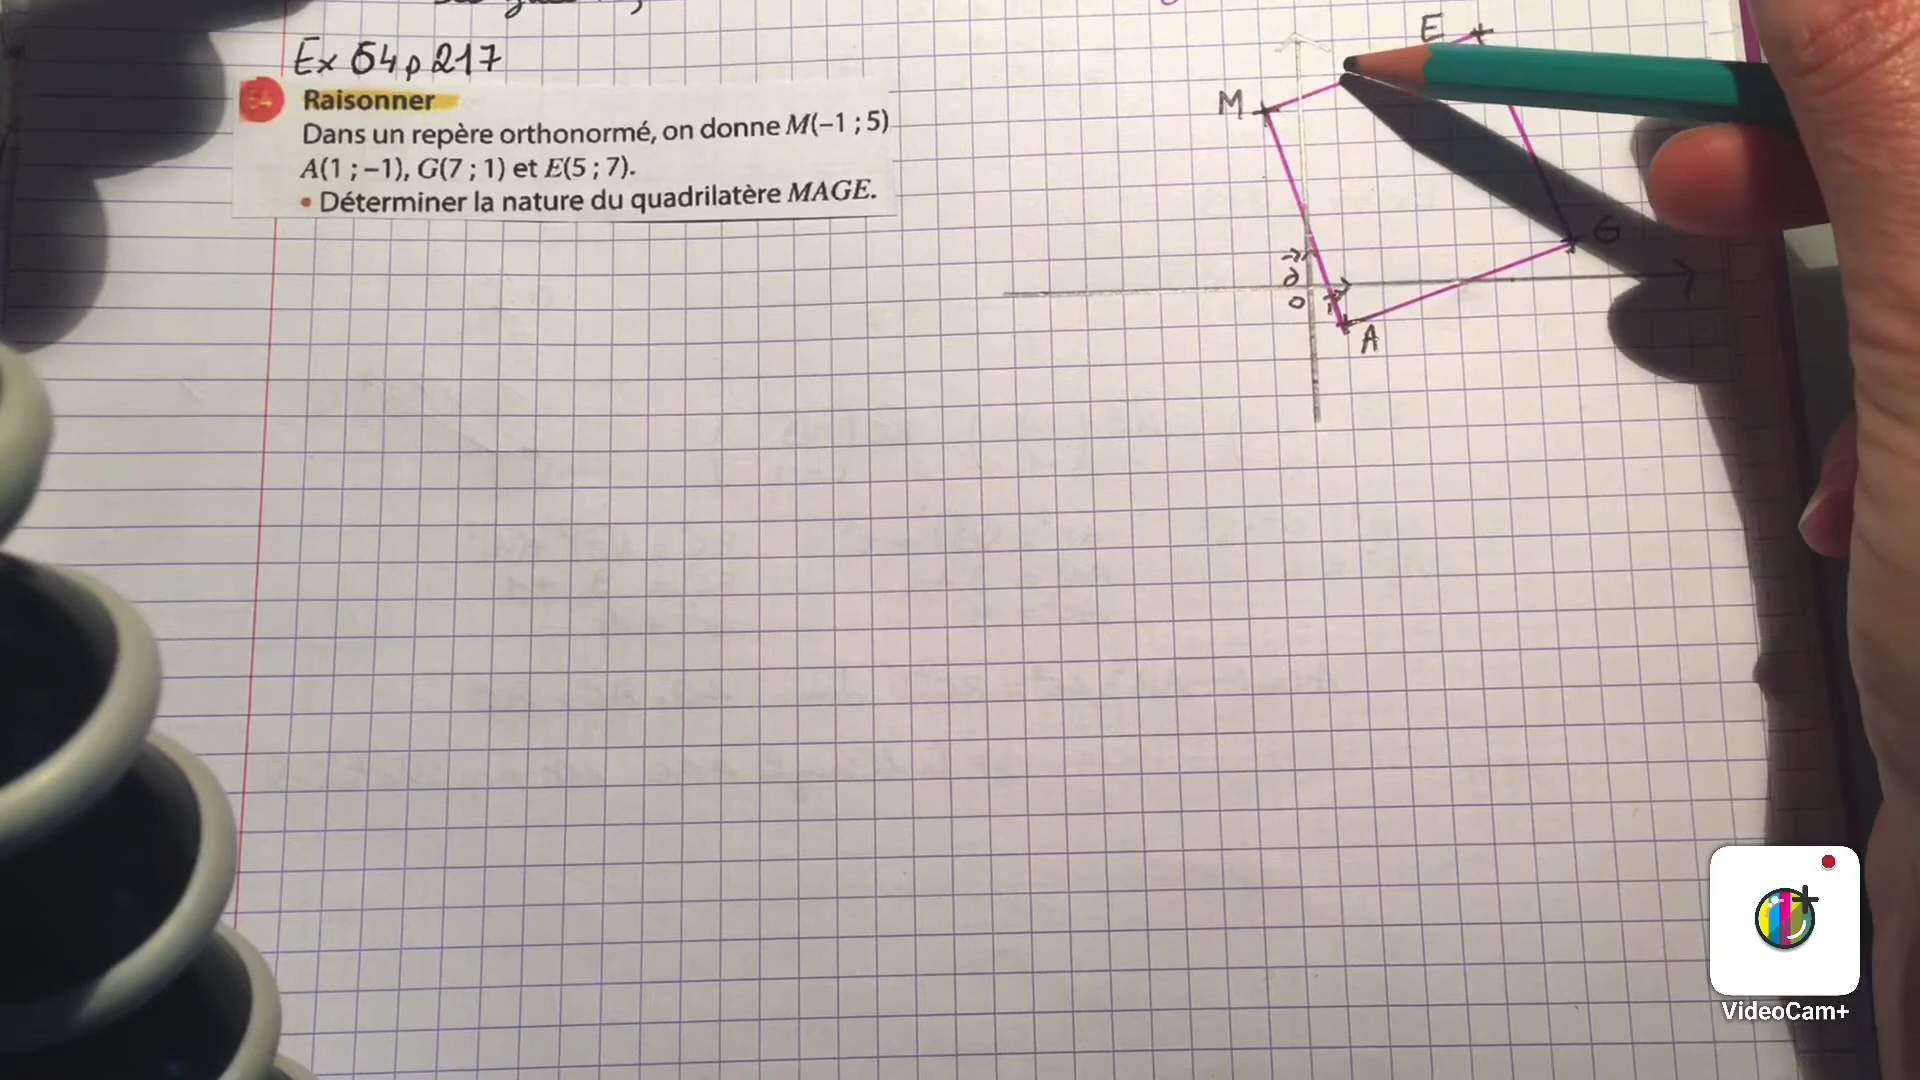 Ex 54 p 217
54 Raisonner
Dans un repère orthonormé, on donne M(–1 ; 5)
A(1 ; –1), G(7 ; 1) et E(5 ; 7).
• Déterminer la nature du quadrilatère MAGE.
E
M
G
O
A
VideoCam+